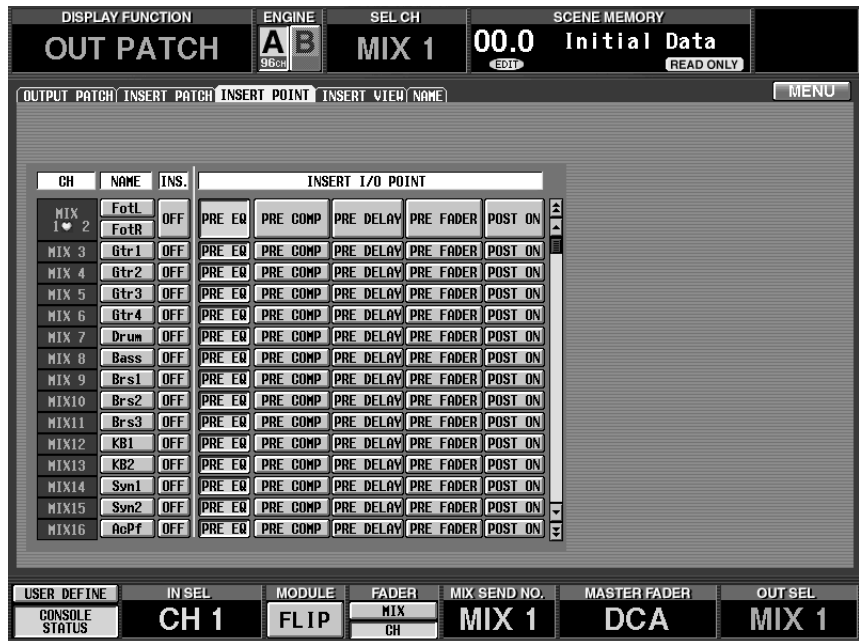 DISPLAY FUNCTION ENGINE SEL CH SCENE MEMORY
OUT PATCH A B MIX 1 00.0 Initial Data
96CH EDIT READ ONLY
OUTPUT PATCH INSERT PATCH INSERT POINT INSERT VIEW NAME MENU
CH NAME INS. INSERT I/O POINT
MIX 1 ♥ 2 FotL FotR OFF PRE EQ PRE COMP PRE DELAY PRE FADER POST ON
MIX 3 Gtr1 OFF PRE EQ PRE COMP PRE DELAY PRE FADER POST ON
MIX 4 Gtr2 OFF PRE EQ PRE COMP PRE DELAY PRE FADER POST ON
MIX 5 Gtr3 OFF PRE EQ PRE COMP PRE DELAY PRE FADER POST ON
MIX 6 Gtr4 OFF PRE EQ PRE COMP PRE DELAY PRE FADER POST ON
MIX 7 Drum OFF PRE EQ PRE COMP PRE DELAY PRE FADER POST ON
MIX 8 Bass OFF PRE EQ PRE COMP PRE DELAY PRE FADER POST ON
MIX 9 Brs1 OFF PRE EQ PRE COMP PRE DELAY PRE FADER POST ON
MIX10 Brs2 OFF PRE EQ PRE COMP PRE DELAY PRE FADER POST ON
MIX11 Brs3 OFF PRE EQ PRE COMP PRE DELAY PRE FADER POST ON
MIX12 KB1 OFF PRE EQ PRE COMP PRE DELAY PRE FADER POST ON
MIX13 KB2 OFF PRE EQ PRE COMP PRE DELAY PRE FADER POST ON
MIX14 Syn1 OFF PRE EQ PRE COMP PRE DELAY PRE FADER POST ON
MIX15 Syn2 OFF PRE EQ PRE COMP PRE DELAY PRE FADER POST ON
MIX16 AcPf OFF PRE EQ PRE COMP PRE DELAY PRE FADER POST ON
USER DEFINE IN SEL MODULE FADER MIX SEND NO. MASTER FADER OUT SEL
CONSOLE STATUS CH 1 FLIP MIX CH MIX 1 DCA MIX 1